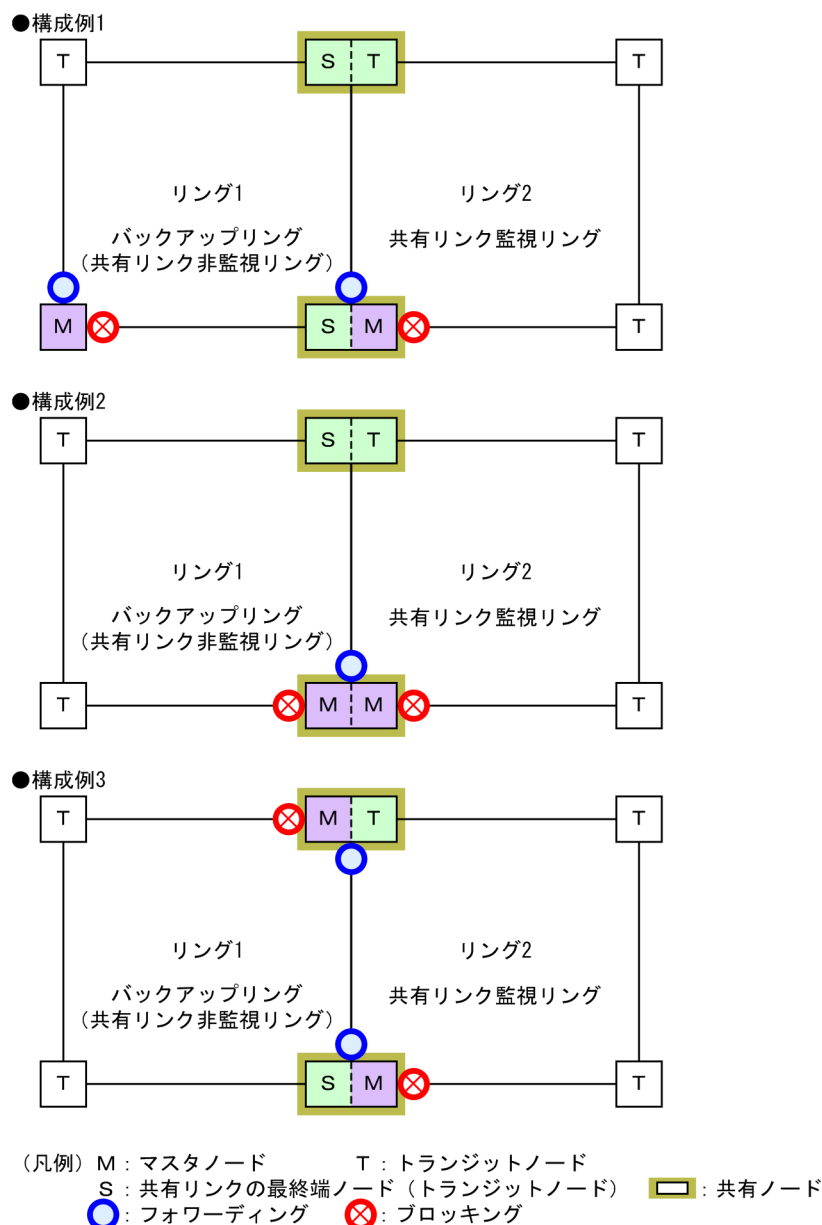 ●構成例1
T
S T
T
リング1
リング2
バックアップリング
(共有リンク非監視リング)
共有リンク監視リング
M
S M
T
●構成例2
T
S T
T
リング1
リング2
バックアップリング
(共有リンク非監視リング)
共有リンク監視リング
T
M M
T
●構成例3
T
M T
T
リング1
リング2
バックアップリング
(共有リンク非監視リング)
共有リンク監視リング
T
S M
T
(凡例) M:マスタノード T:トランジットノード
S:共有リンクの最終端ノード(トランジットノード) :共有ノード
:フォワーディング :ブロッキング